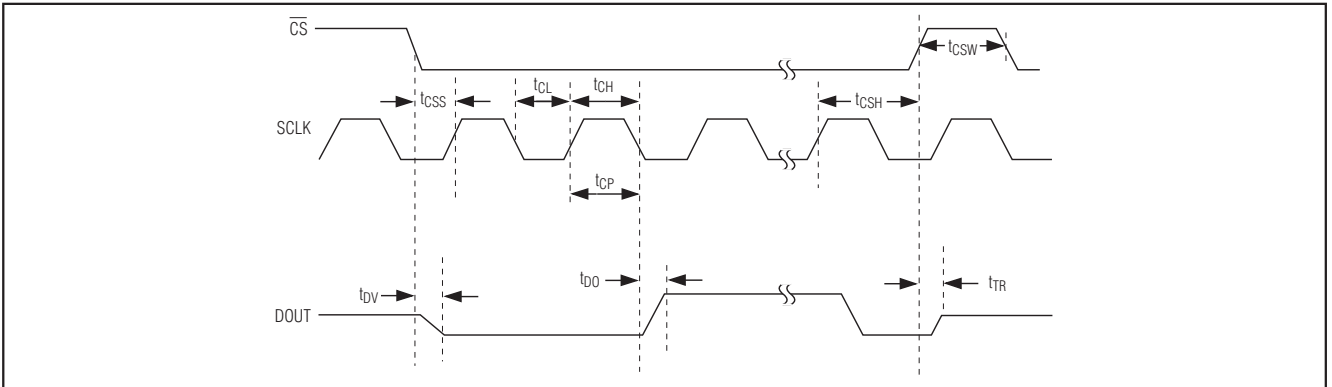 CS
tCSW
tCSS
tCL
tCH
tCSH
SCLK
tCP
tDV
tDO
tTR
DOUT